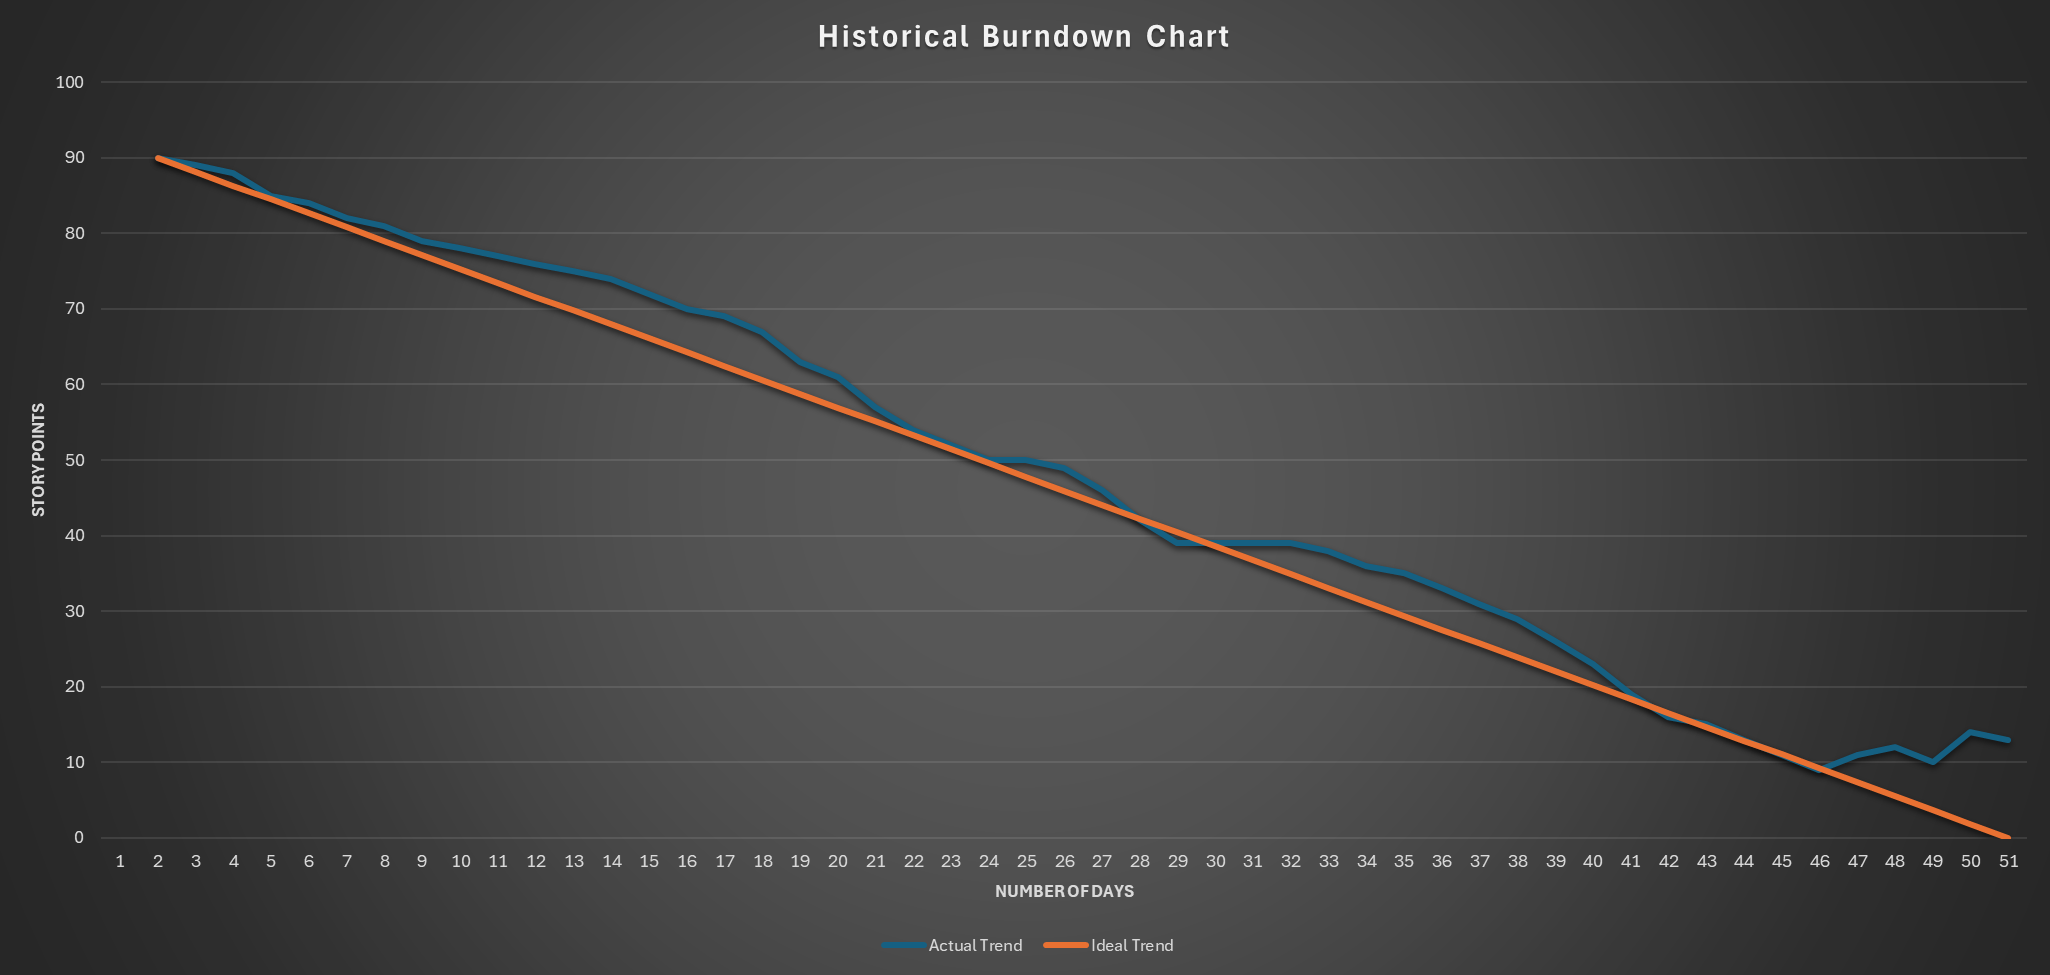 Historical Burndown Chart
100
90
80
70
60
50
40
30
20
10
0
STORY POINTS
1 2 3 4 5 6 7 8 9 10 11 12 13 14 15 16 17 18 19 20 21 22 23 24 25 26 27 28 29 30 31 32 33 34 35 36 37 38 39 40 41 42 43 44 45 46 47 48 49 50 51
NUMBER OF DAYS
Actual Trend Ideal Trend